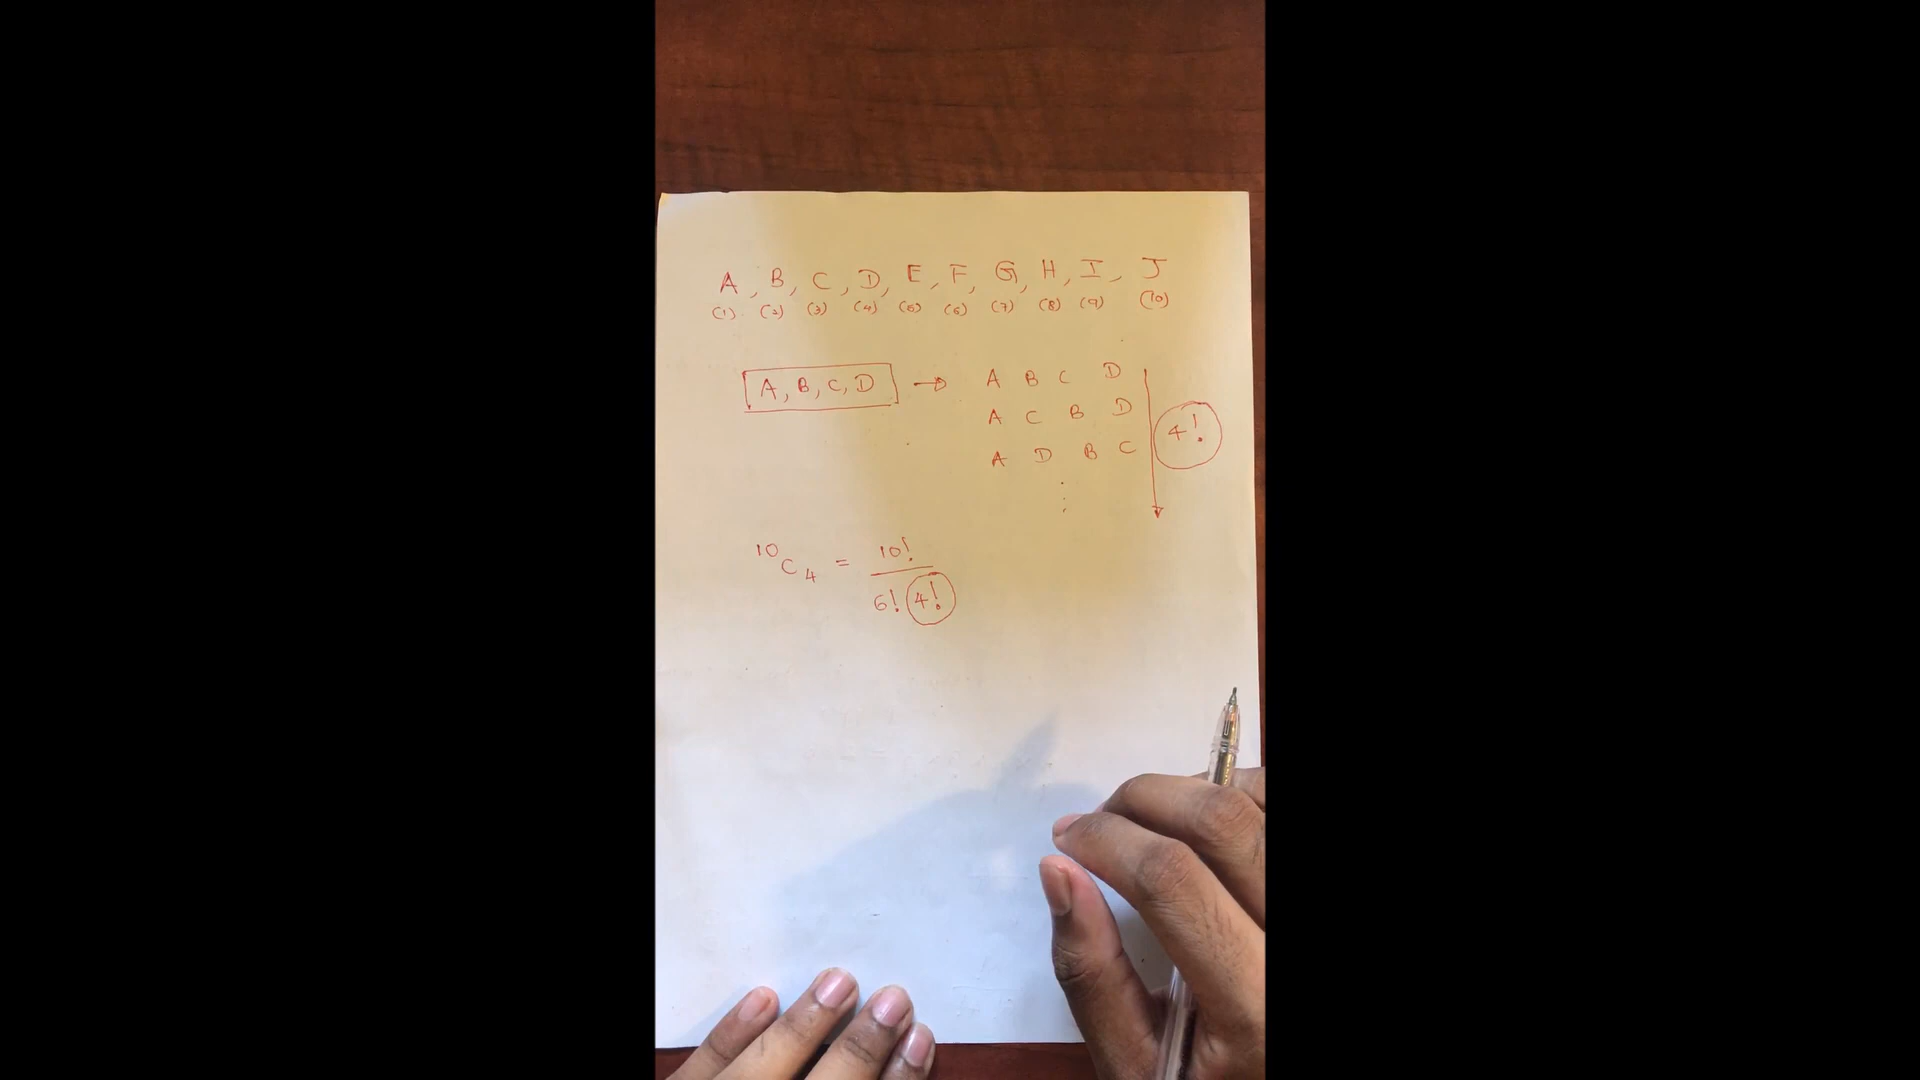 A, B, C, D, E, F, G, H, I, J
(1) (2) (3) (4) (5) (6) (7) (8) (9) (10)
A, B, C, D → A B C D
A C B D
A D B C
⋮
4!
¹⁰C₄ = 10!
6! 4!